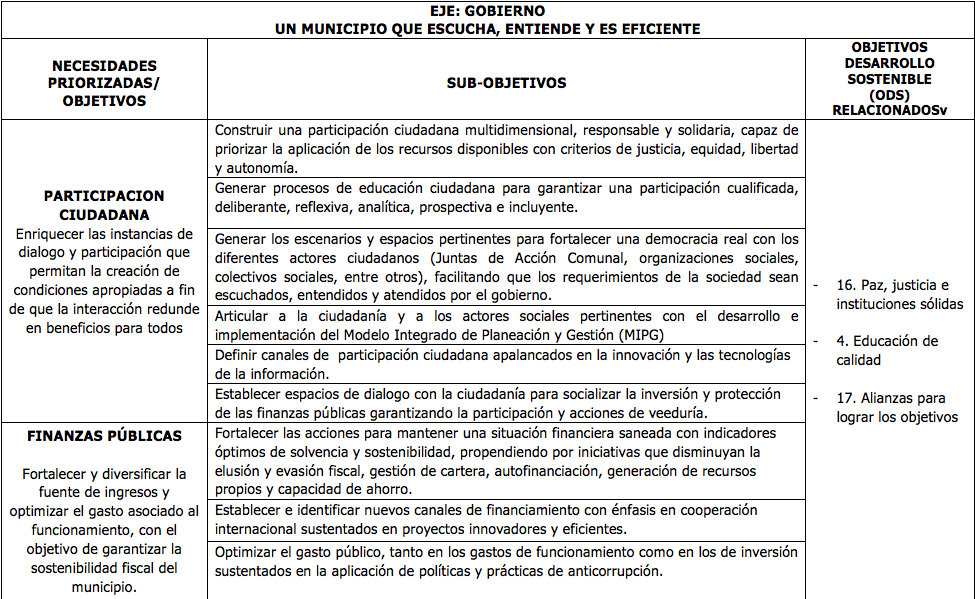 EJE: GOBIERNO
UN MUNICIPIO QUE ESCUCHA, ENTIENDE Y ES EFICIENTE
NECESIDADES
PRIORIZADAS/
OBJETIVOS
SUB-OBJETIVOS
OBJETIVOS
DESARROLLO
SOSTENIBLE
(ODS)
RELACIONADOSv
PARTICIPACION
CIUDADANA
Enriquecer las instancias de
dialogo y participación que
permitan la creación de
condiciones apropiadas a fin
de que la interacción redunde
en beneficios para todos
Construir una participación ciudadana multidimensional, responsable y solidaria, capaz de
priorizar la aplicación de los recursos disponibles con criterios de justicia, equidad, libertad
y autonomía.
Generar procesos de educación ciudadana para garantizar una participación cualificada,
deliberante, reflexiva, analítica, prospectiva e incluyente.
Generar los escenarios y espacios pertinentes para fortalecer una democracia real con los
diferentes actores ciudadanos (Juntas de Acción Comunal, organizaciones sociales,
colectivos sociales, entre otros), facilitando que los requerimientos de la sociedad sean
escuchados, entendidos y atendidos por el gobierno.
Articular a la ciudadanía y a los actores sociales pertinentes con el desarrollo e
implementación del Modelo Integrado de Planeación y Gestión (MIPG)
Definir canales de participación ciudadana apalancados en la innovación y las tecnologías
de la información.
Establecer espacios de dialogo con la ciudadanía para socializar la inversión y protección
de las finanzas públicas garantizando la participación y acciones de veeduría.
FINANZAS PÚBLICAS
Fortalecer y diversificar la
fuente de ingresos y
optimizar el gasto asociado al
funcionamiento, con el
objetivo de garantizar la
sostenibilidad fiscal del
municipio.
Fortalecer las acciones para mantener una situación financiera saneada con indicadores
óptimos de solvencia y sostenibilidad, propendiendo por iniciativas que disminuyan la
elusión y evasión fiscal, gestión de cartera, autofinanciación, generación de recursos
propios y capacidad de ahorro.
Establecer e identificar nuevos canales de financiamiento con énfasis en cooperación
internacional sustentados en proyectos innovadores y eficientes.
Optimizar el gasto público, tanto en los gastos de funcionamiento como en los de inversión
sustentados en la aplicación de políticas y prácticas de anticorrupción.
- 16. Paz, justicia e
instituciones sólidas
- 4. Educación de
calidad
- 17. Alianzas para
lograr los objetivos